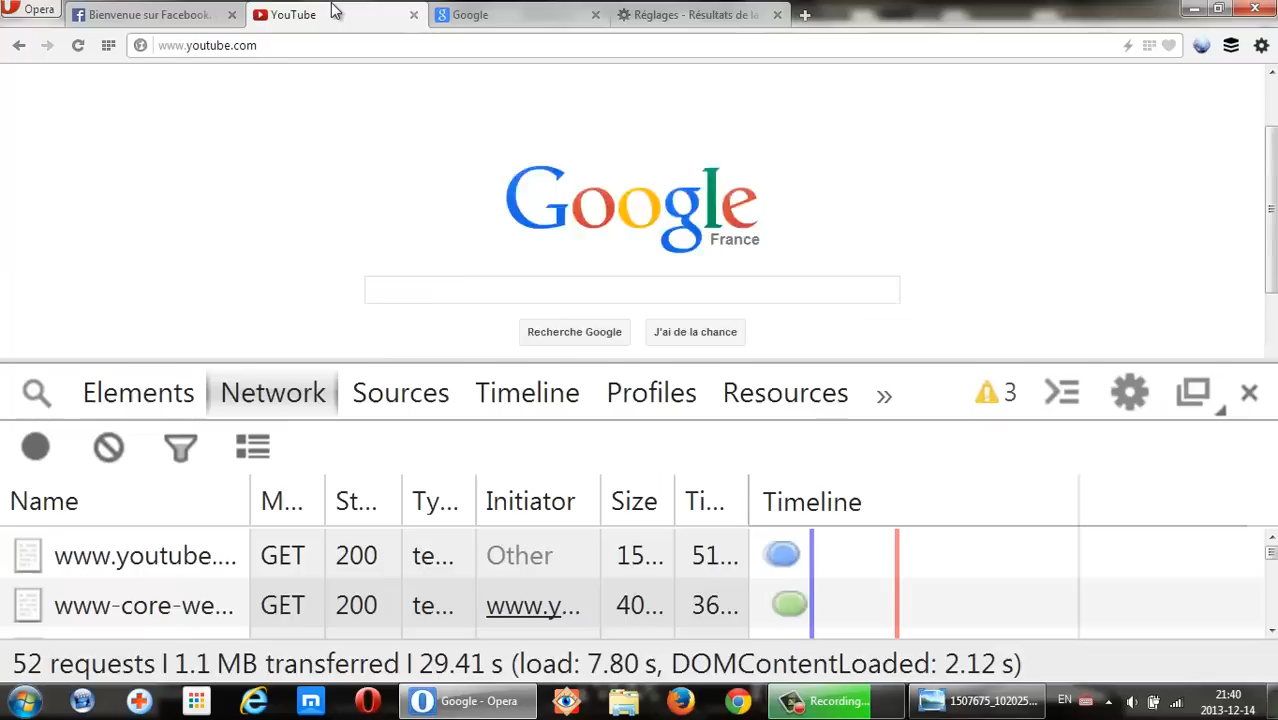 Opera
Bienvenue sur Facebook.
YouTube
Google
Réglages - Résultats de la
www.youtube.com
Google
France
Recherche Google
J'ai de la chance
Elements
Network
Sources
Timeline
Profiles
Resources
»
3
Name
M...
St...
Ty...
Initiator
Size
Ti...
Timeline
www.youtube....
GET
200
te...
Other
15...
51...
www-core-we...
GET
200
te...
www.y...
40...
36...
52 requests l 1.1 MB transferred l 29.41 s (load: 7.80 s, DOMContentLoaded: 2.12 s)
Google - Opera
Recording...
1507675_102025...
EN
21:40
2013-12-14